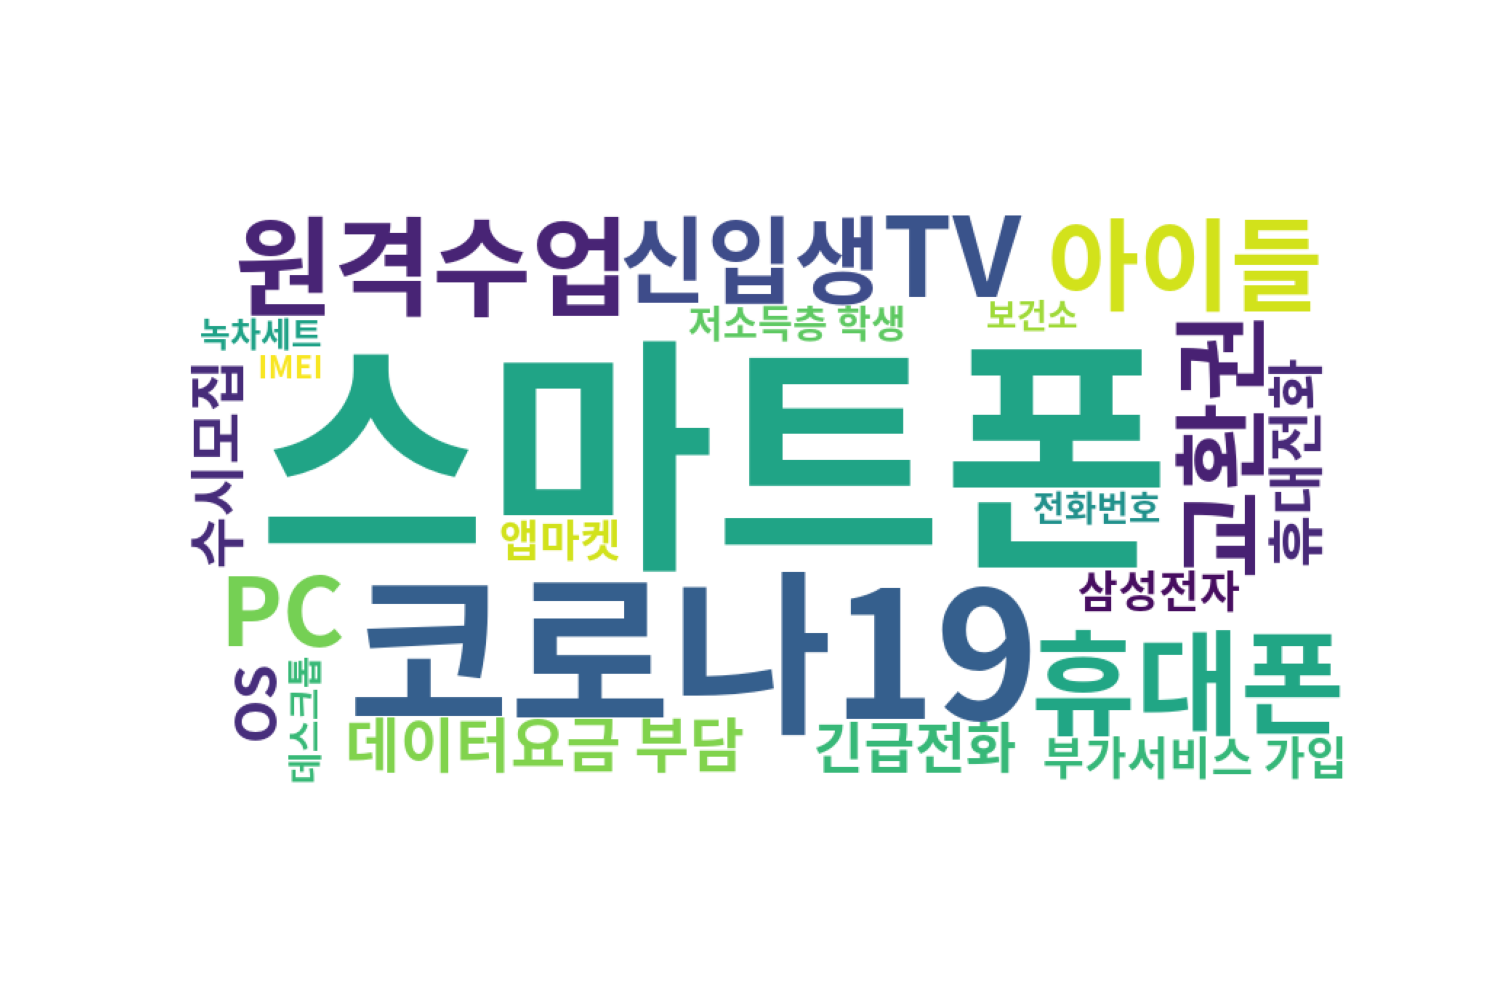 원격수업
신입생
TV
아이들
녹차세트
저소득층 학생
보건소
IMEI
스마트폰
교환권
휴대전화
수시모집
앱마켓
전화번호
PC
코로나19
삼성전자
휴대폰
OS
데스크톱
데이터요금 부담
긴급전화
부가서비스 가입